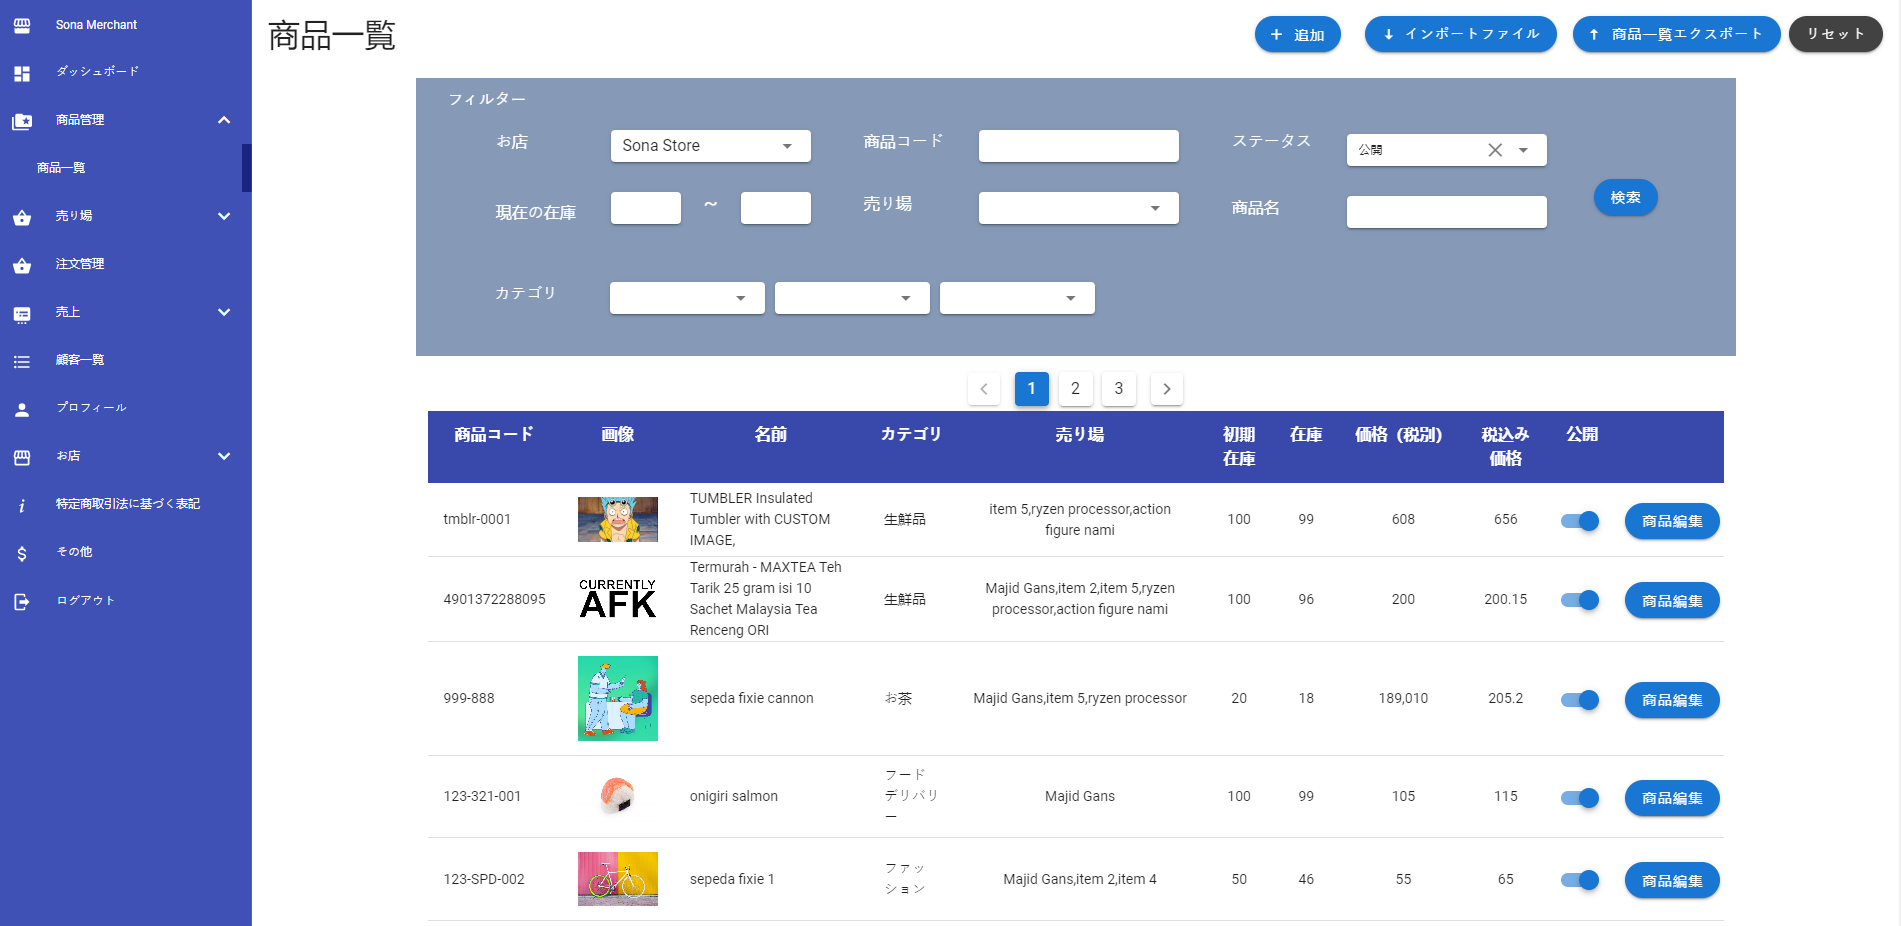 Sona Merchant
ダッシュボード
商品管理
商品一覧
売り場
注文管理
売上
顧客一覧
プロフィール
お店
特定商取引法に基づく表記
その他
ログアウト
商品一覧
+ 追加
インポートファイル
商品一覧エクスポート
リセット
フィルター
お店
Sona Store
商品コード
ステータス
公開
現在の在庫
~
売り場
商品名
検索
カテゴリ
1 2 3
商品コード 画像 名前 カテゴリ 売り場 初期 在庫 価格（税別） 税込み 公開
在庫 価格
tmblr-0001
TUMBLER Insulated
Tumbler with CUSTOM
IMAGE,
生鮮品
item 5,ryzen processor,action
figure nami
100 99 608 656 商品編集
4901372288095
CURRENTLY
AFK
Termurah - MAXTEA Teh
Tarik 25 gram isi 10
Sachet Malaysia Tea
Renceng ORI
生鮮品
Majid Gans,item 2,item 5,ryzen
processor,action figure nami
100 96 200 200.15 商品編集
999-888 sepeda fixie cannon お茶 Majid Gans,item 5,ryzen processor 20 18 189,010 205.2 商品編集
123-321-001 onigiri salmon
フード
デリバリ
ー
Majid Gans 100 99 105 115 商品編集
123-SPD-002 sepeda fixie 1
ファッ
ション
Majid Gans,item 2,item 4 50 46 55 65 商品編集